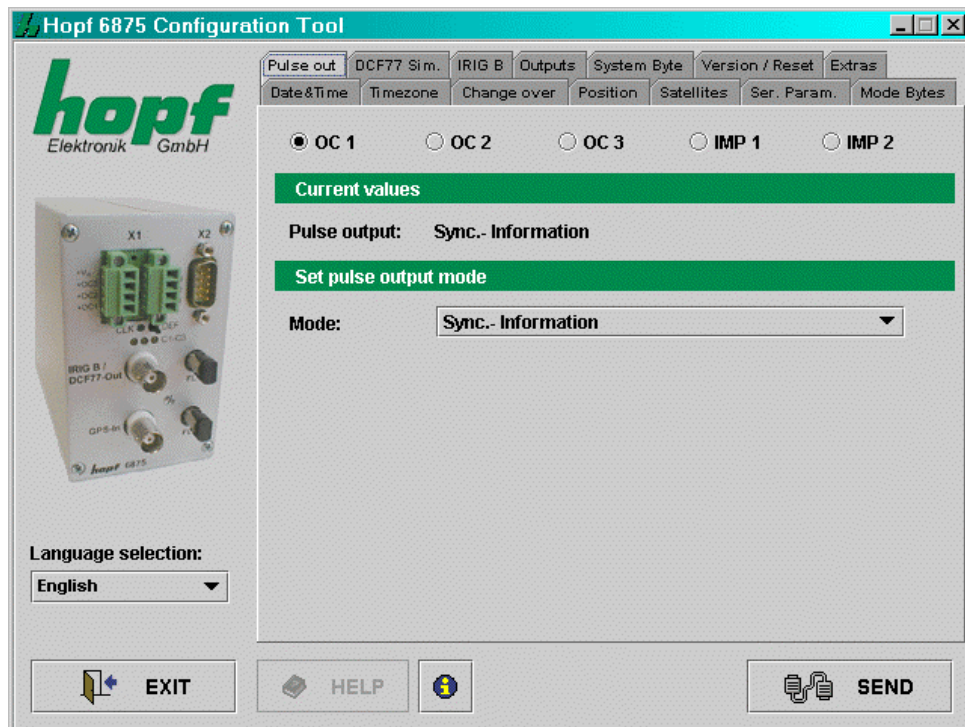 Hopf 6875 Configuration Tool
hopf
Elektronik GmbH
Pulse out DCF77 Sim. IRIG B Outputs System Byte Version / Reset Extras
Date&Time Timezone Change over Position Satellites Ser. Param. Mode Bytes
OC 1 OC 2 OC 3 IMP 1 IMP 2
Current values
Pulse output: Sync.- Information
Set pulse output mode
Mode: Sync.- Information
X1 X2
CLK
C1-C3
IRIG B /
DCF77-Out
GPS-In
hopf 6875
Language selection:
English
EXIT HELP SEND